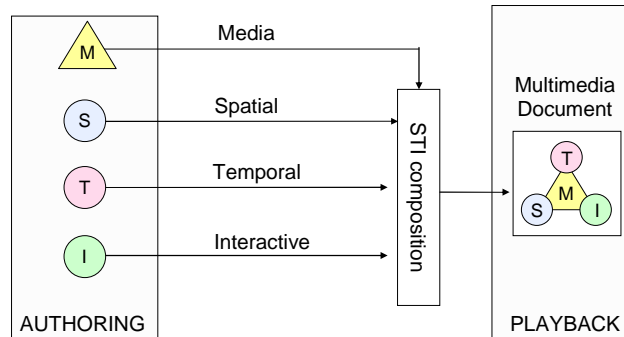 M
Media
S
Spatial
T
Temporal
I
Interactive
AUTHORING
STI composition
Multimedia
Document
T
M
S
I
PLAYBACK